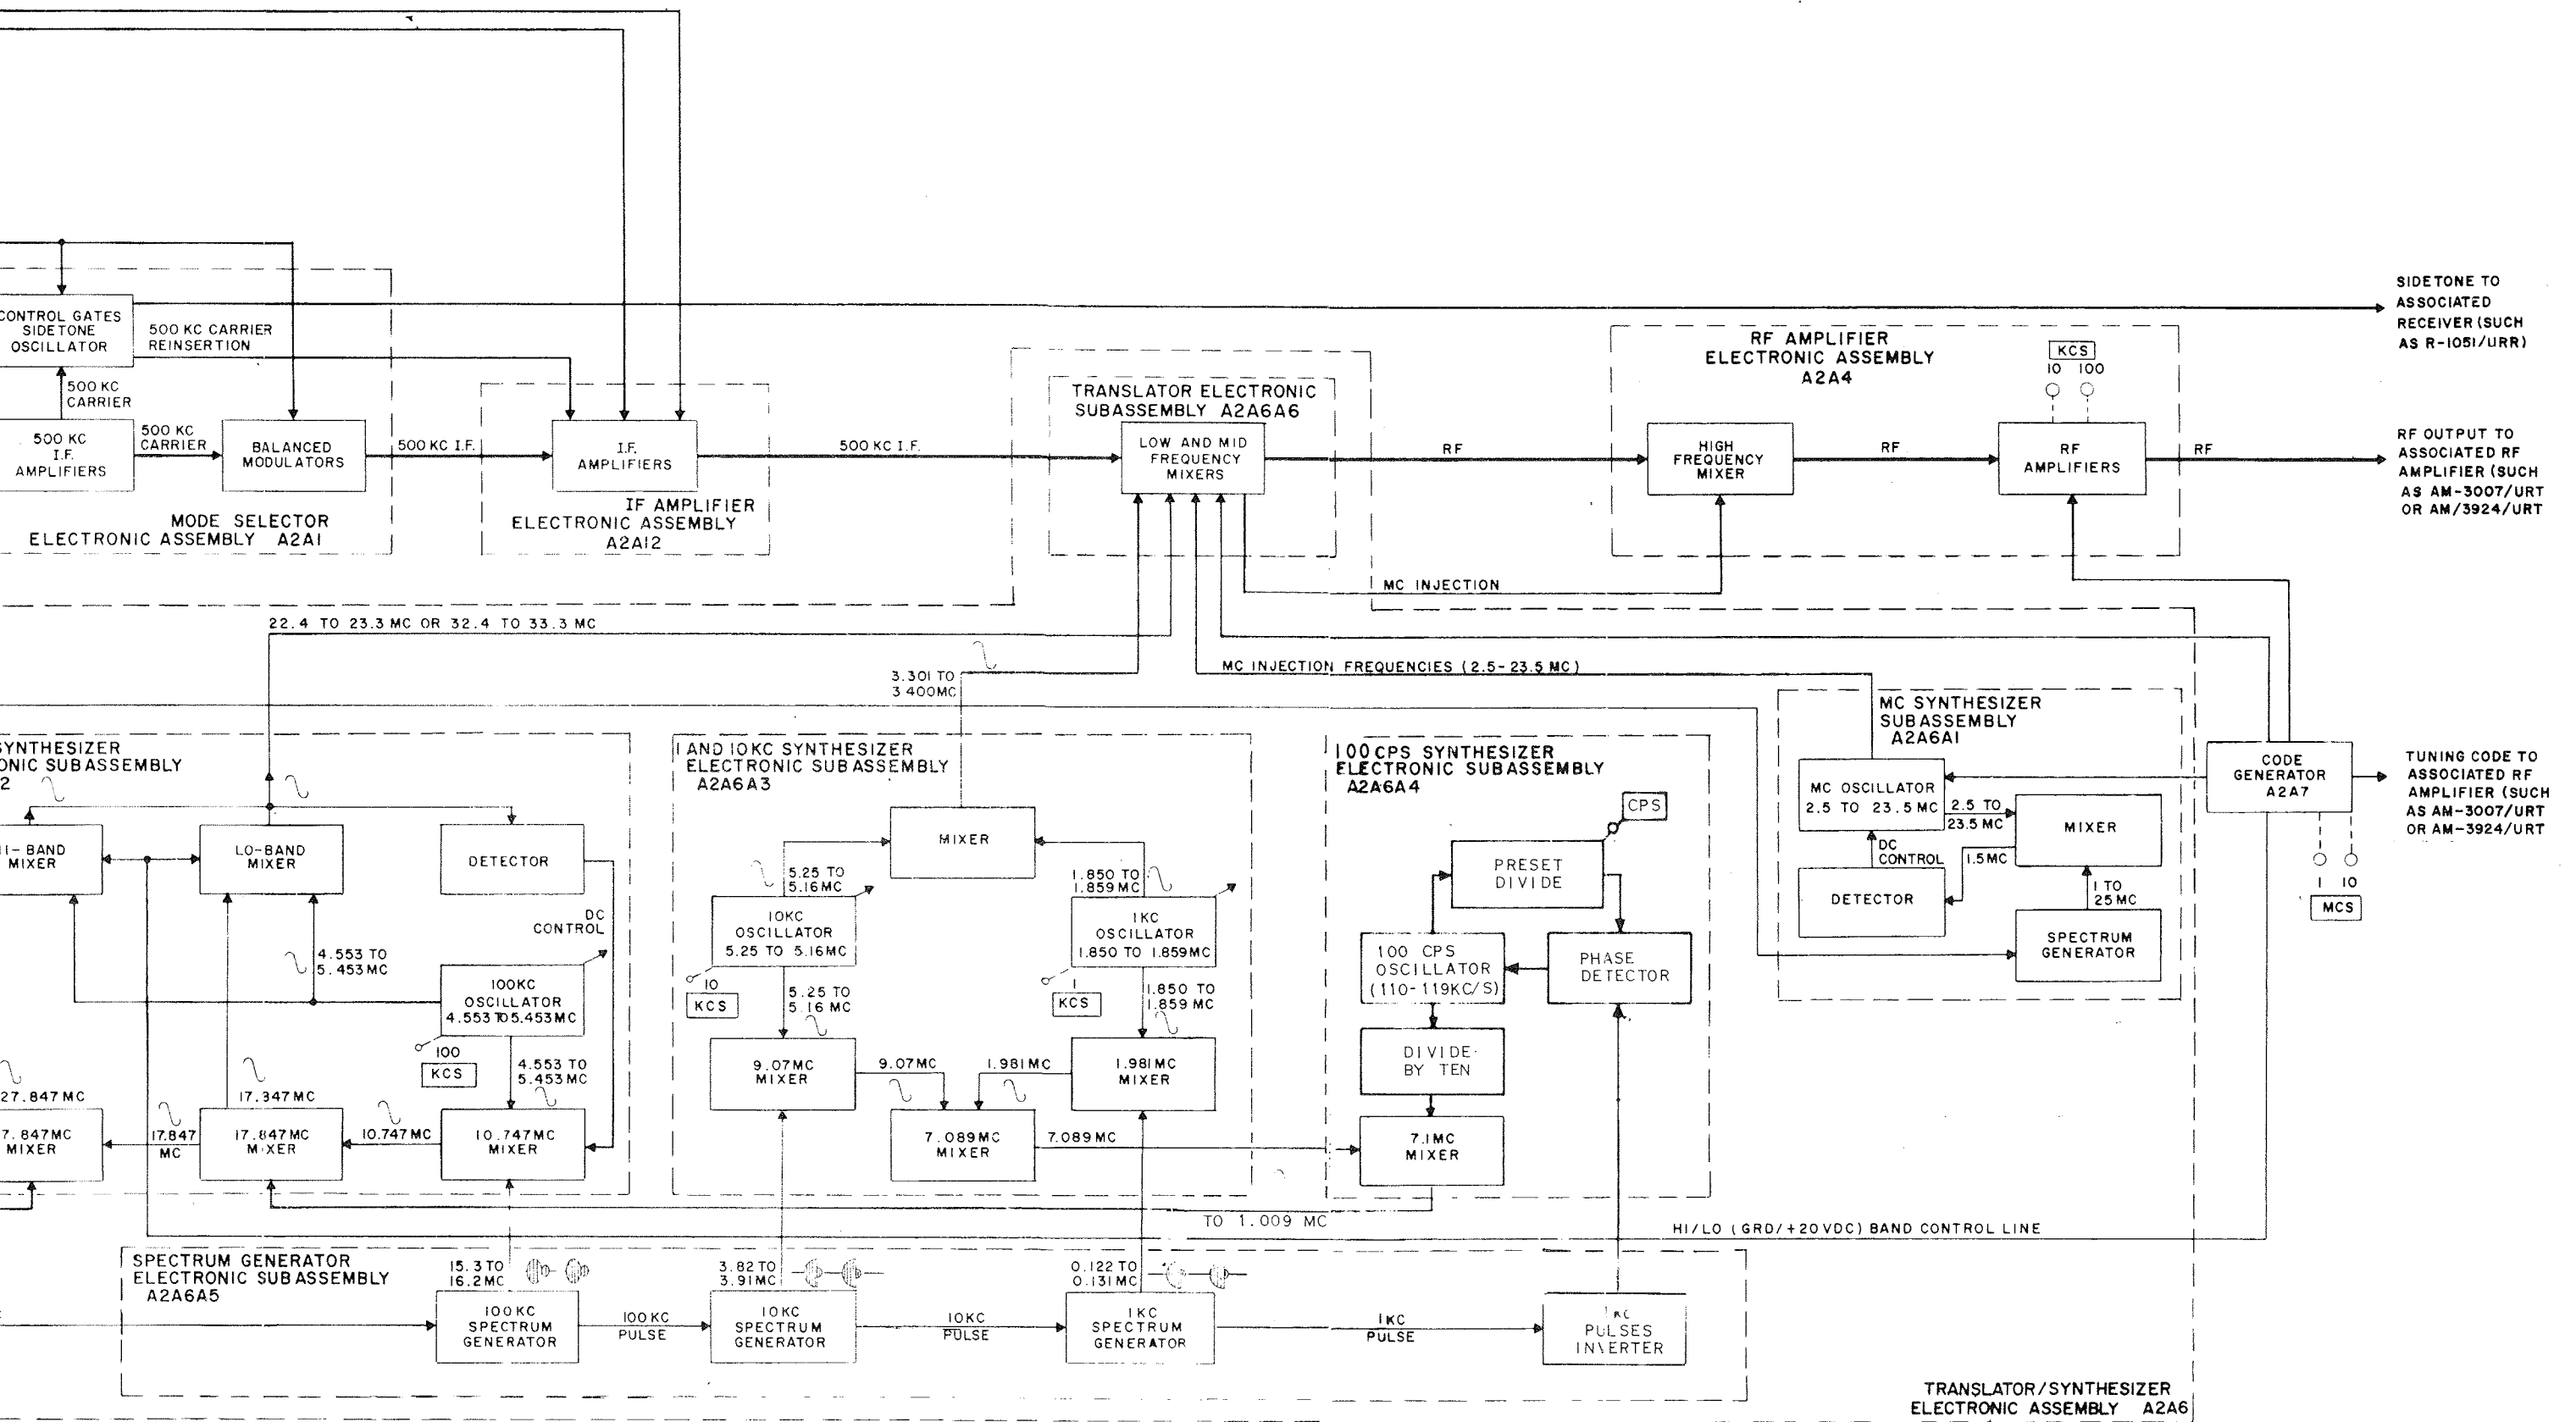 SIDETONE TO
ASSOCIATED
RECEIVER (SUCH
AS R-1051/URR)
CONTROL GATES
SIDETONE
OSCILLATOR
500 KC CARRIER
REINSERTION
500 KC
CARRIER
500 KC
I.F.
AMPLIFIERS
500 KC
CARRIER
BALANCED
MODULATORS
500 KC I.F.
MODE SELECTOR
ELECTRONIC ASSEMBLY A2A1
I.F.
AMPLIFIERS
IF AMPLIFIER
ELECTRONIC ASSEMBLY
A2A12
500 KC I.F.
TRANSLATOR ELECTRONIC
SUBASSEMBLY A2A6A6
LOW AND MID
FREQUENCY
MIXERS
RF
RF AMPLIFIER
ELECTRONIC ASSEMBLY
A2A4
KCS
10 100
HIGH
FREQUENCY
MIXER
RF
RF
AMPLIFIERS
RF
RF OUTPUT TO
ASSOCIATED RF
AMPLIFIER (SUCH
AS AM-3007/URT
OR AM/3924/URT
MC INJECTION
22.4 TO 23.3 MC OR 32.4 TO 33.3 MC
3.301 TO
3 400MC
MC INJECTION FREQUENCIES (2.5-23.5 MC)
SYNTHESIZER
ONIC SUBASSEMBLY
2
II-BAND
MIXER
LO-BAND
MIXER
DETECTOR
DC
CONTROL
4.553 TO
5.453MC
100KC
OSCILLATOR
4.553 TO 5.453MC
100
KCS
4.553 TO
5.453MC
27.847 MC
7.847MC
MIXER
17.847
MC
17.347MC
17.847MC
MIXER
10.747MC
10.747MC
MIXER
1 AND 10KC SYNTHESIZER
ELECTRONIC SUBASSEMBLY
A2A6A3
MIXER
5.25 TO
5.16MC
1.850 TO
1.859MC
10KC
OSCILLATOR
5.25 TO 5.16MC
10
KCS
1KC
OSCILLATOR
1.850 TO 1.859MC
1
KCS
5.25 TO
5.16 MC
1.850 TO
1.859 MC
9.07MC
MIXER
9.07MC
1.981MC
1.981MC
MIXER
7.089MC
MIXER
7.089MC
100 CPS SYNTHESIZER
ELECTRONIC SUBASSEMBLY
A2A6A4
CPS
PRESET
DIVIDE
100 CPS
OSCILLATOR
(110-119KC/S)
PHASE
DETECTOR
DIVIDE-
BY TEN
7.1MC
MIXER
TO 1.009 MC
MC SYNTHESIZER
SUBASSEMBLY
A2A6A1
MC OSCILLATOR
2.5 TO 23.5 MC
2.5 TO
23.5MC
MIXER
DC
CONTROL
1.5MC
DETECTOR
1 TO
25MC
SPECTRUM
GENERATOR
CODE
GENERATOR
A2A7
1 10
MCS
TUNING CODE TO
ASSOCIATED RF
AMPLIFIER (SUCH
AS AM-3007/URT
OR AM-3924/URT
HI/LO (GRD/+20VDC) BAND CONTROL LINE
SPECTRUM GENERATOR
ELECTRONIC SUBASSEMBLY
A2A6A5
15.3 TO
16.2MC
3.82 TO
3.91MC
0.122 TO
0.131MC
100KC
SPECTRUM
GENERATOR
100KC
PULSE
10KC
SPECTRUM
GENERATOR
10KC
PULSE
1KC
SPECTRUM
GENERATOR
1KC
PULSE
1KC
PULSES
INVERTER
TRANSLATOR/SYNTHESIZER
ELECTRONIC ASSEMBLY A2A6